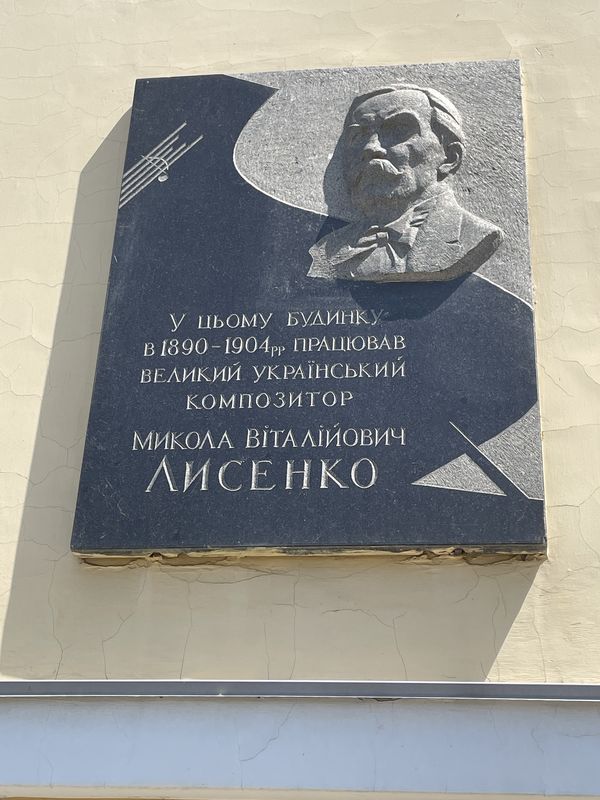 У ЦЬОМУ БУДИНКУ
В 1890-1904рр ПРАЦЮВАВ
ВЕЛИКИЙ УКРАЇНСЬКИЙ
КОМПОЗИТОР
МИКОЛА ВІТАЛІЙОВИЧ
ЛИСЕНКО